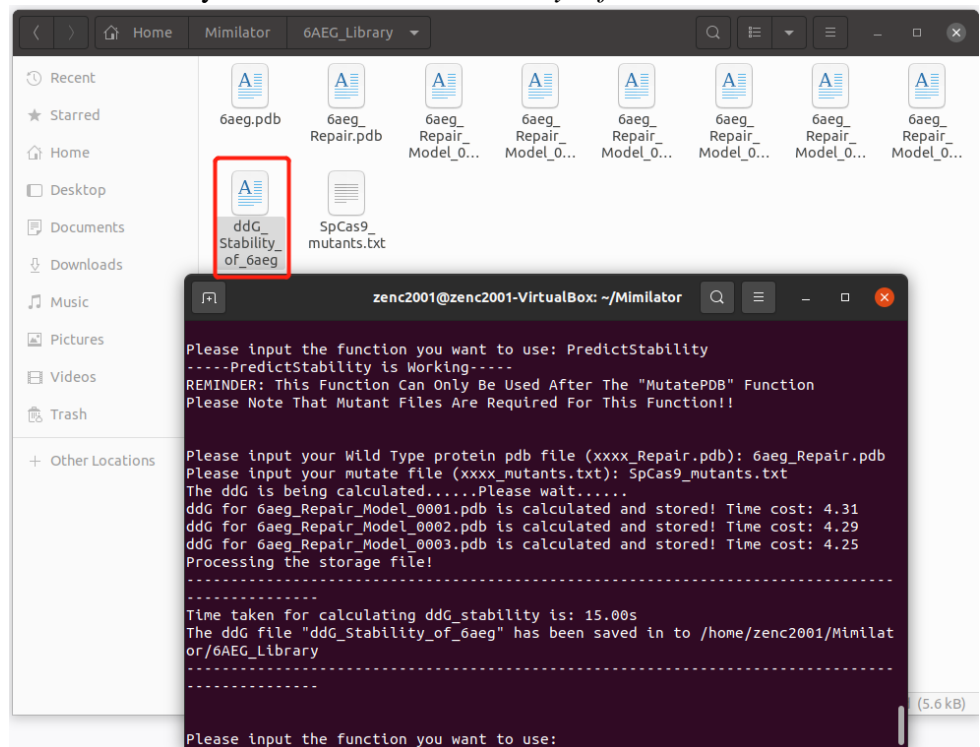 Home
Mimilator
6AEG_Library
Recent
Starred
Home
Desktop
Documents
Downloads
Music
Pictures
Videos
Trash
Other Locations
6aeg.pdb
6aeg_
Repair.pdb
6aeg_
Repair_
Model_0...
6aeg_
Repair_
Model_0...
6aeg_
Repair_
Model_0...
6aeg_
Repair_
Model_0...
6aeg_
Repair_
Model_0...
6aeg_
Repair_
Model_0...
ddG_
Stability_
of_6aeg
SpCas9_
mutants.txt
zenc2001@zenc2001-VirtualBox: ~/Mimilator
Please input the function you want to use: PredictStability
-----PredictStability is Working-----
REMINDER: This Function Can Only Be Used After The "MutatePDB" Function
Please Note That Mutant Files Are Required For This Function!!
Please input your Wild Type protein pdb file (xxxx_Repair.pdb): 6aeg_Repair.pdb
Please input your mutate file (xxxx_mutants.txt): SpCas9_mutants.txt
The ddG is being calculated......Please wait......
ddG for 6aeg_Repair_Model_0001.pdb is calculated and stored! Time cost: 4.31
ddG for 6aeg_Repair_Model_0002.pdb is calculated and stored! Time cost: 4.29
ddG for 6aeg_Repair_Model_0003.pdb is calculated and stored! Time cost: 4.25
Processing the storage file!
--------------------------------------------------------------------------------
---------------
Time taken for calculating ddG_stability is: 15.00s
The ddG file "ddG_Stability_of_6aeg" has been saved in to /home/zenc2001/Mimilat
or/6AEG_Library
--------------------------------------------------------------------------------
---------------
Please input the function you want to use:
(5.6 kB)